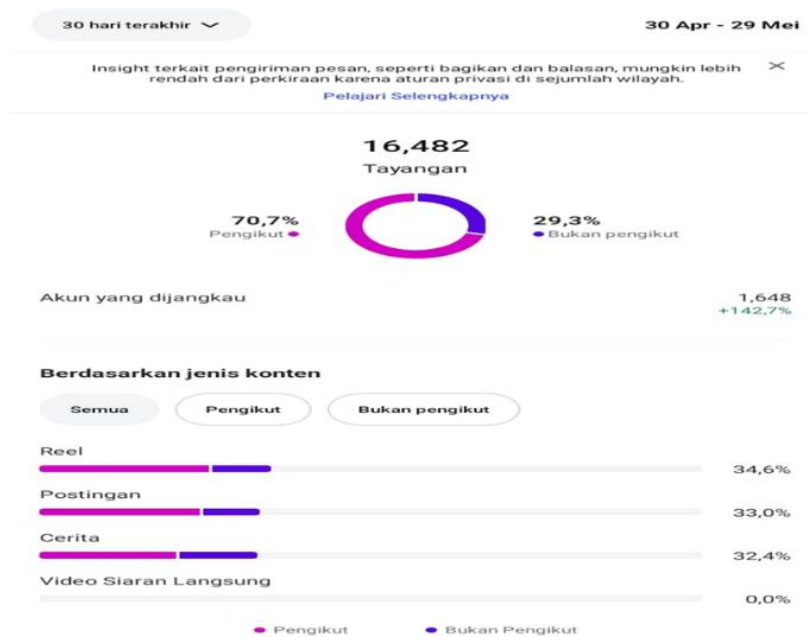 30 hari terakhir
30 Apr - 29 Mei
Insight terkait pengiriman pesan, seperti bagikan dan balasan, mungkin lebih
rendah dari perkiraan karena aturan privasi di sejumlah wilayah.
Pelajari Selengkapnya
16,482
Tayangan
70,7%
Pengikut
29,3%
Bukan pengikut
Akun yang dijangkau
1,648
+142,7%
Berdasarkan jenis konten
Semua
Pengikut
Bukan pengikut
Reel
34,6%
Postingan
33,0%
Cerita
32,4%
Video Siaran Langsung
0,0%
Pengikut
Bukan Pengikut